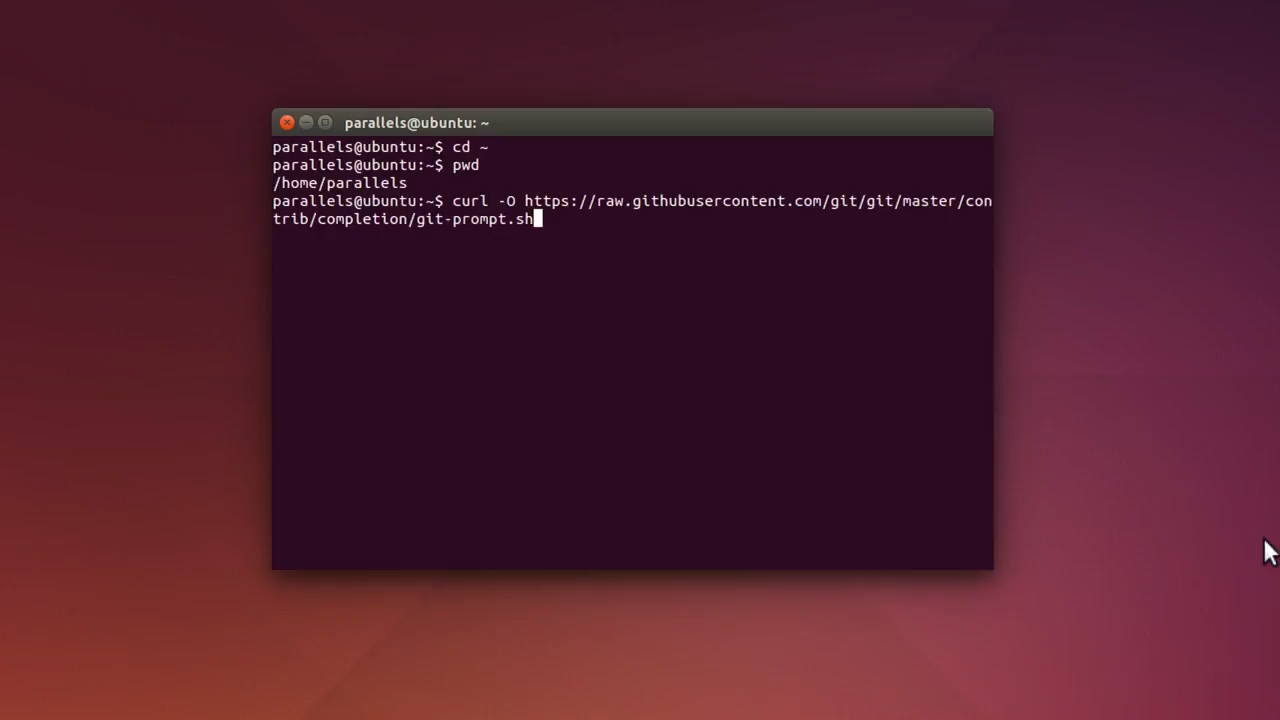 parallels@ubuntu: ~
parallels@ubuntu:~$ cd ~
parallels@ubuntu:~$ pwd
/home/parallels
parallels@ubuntu:~$ curl -O https://raw.githubusercontent.com/git/git/master/con
trib/completion/git-prompt.sh